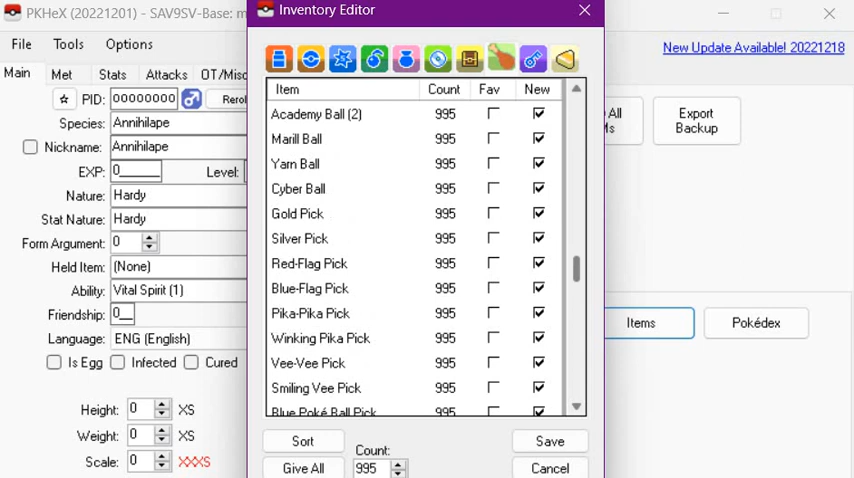 PKHeX (20221201) - SAV9SV-Base: m
Inventory Editor
File Tools Options
New Update Available! 20221218
Main Met Stats Attacks OT/Misc
PID: 00000000 Rerol
Species: Annihilape
Nickname: Annihilape
EXP: 0 Level:
Nature: Hardy
Stat Nature: Hardy
Form Argument: 0
Held Item: (None)
Ability: Vital Spirit (1)
Friendship: 0
Language: ENG (English)
Is Egg Infected Cured
Height: 0 XS
Weight: 0 XS
Scale: 0 XXXS
Item Count Fav New
Academy Ball (2) 995
Marill Ball 995
Yarn Ball 995
Cyber Ball 995
Gold Pick 995
Silver Pick 995
Red-Flag Pick 995
Blue-Flag Pick 995
Pika-Pika Pick 995
Winking Pika Pick 995
Vee-Vee Pick 995
Smiling Vee Pick 995
Blue Poké Ball Pick 995
Sort Count: Save
Give All 995 Cancel
All
Ms
Export
Backup
Items Pokédex